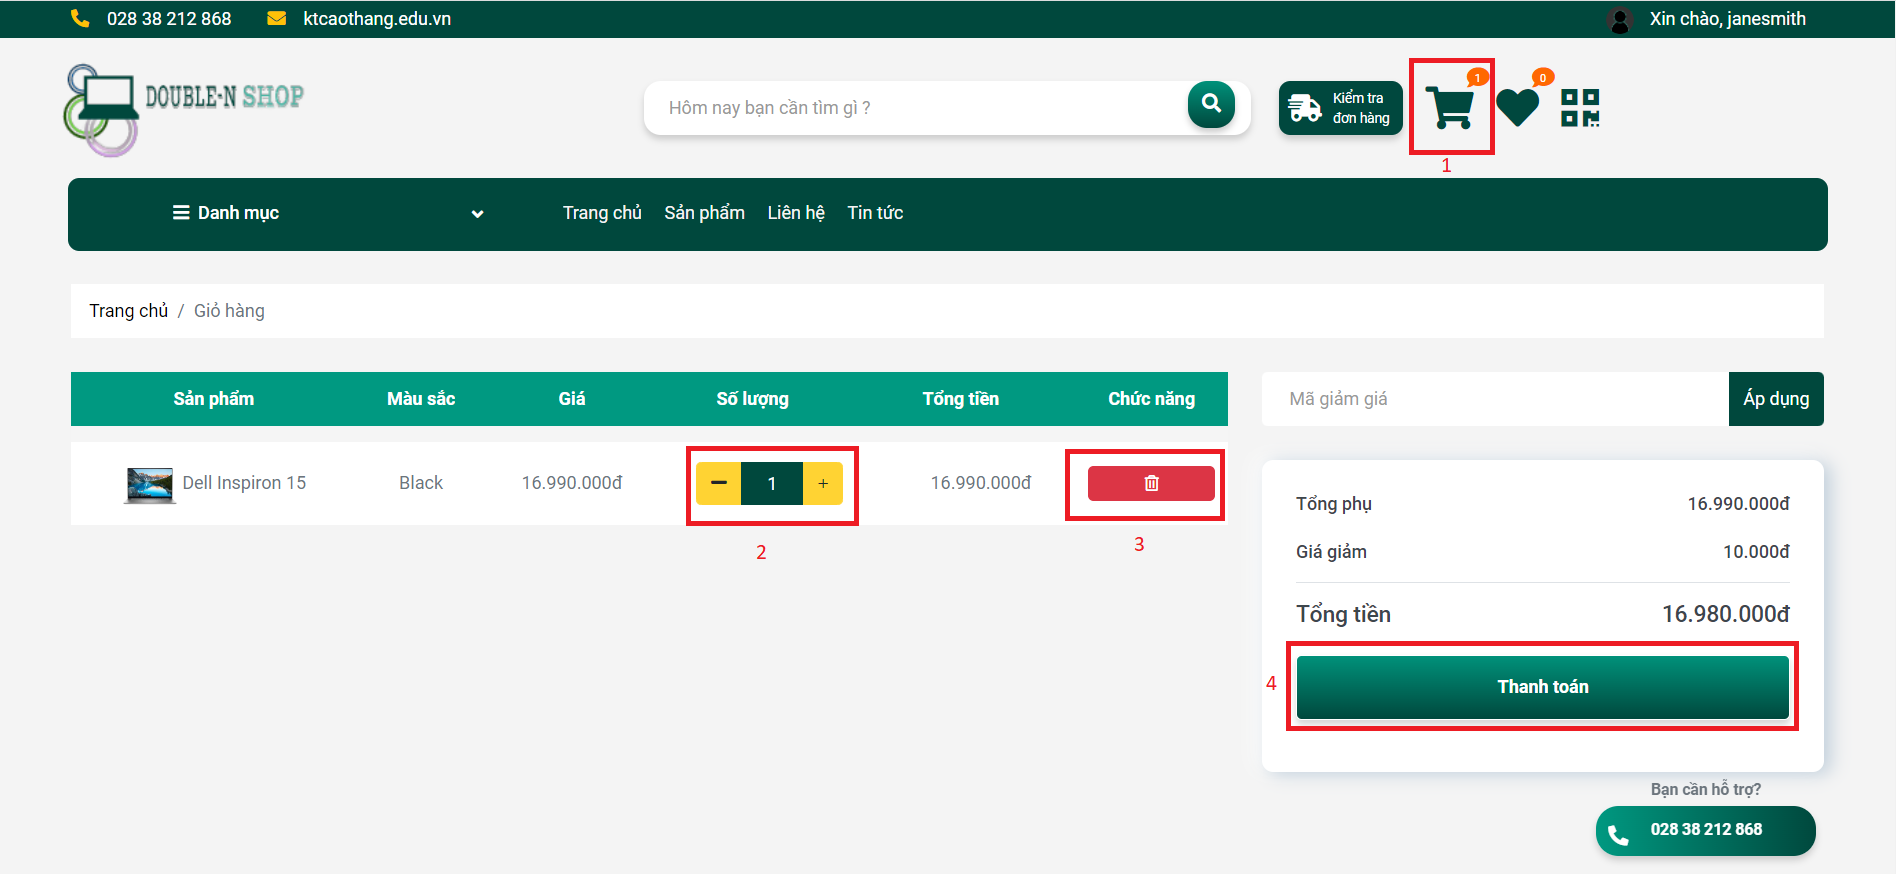 028 38 212 868 ktcaothang.edu.vn Xin chào, janesmith
DOUBLE-N SHOP
Hôm nay bạn cần tìm gì ?
Kiểm tra
đơn hàng
1
0
1
Danh mục Trang chủ Sản phẩm Liên hệ Tin tức
Trang chủ / Giỏ hàng
Sản phẩm Màu sắc Giá Số lượng Tổng tiền Chức năng
Dell Inspiron 15 Black 16.990.000đ 1 + 16.990.000đ
2
3
Mã giảm giá Áp dụng
Tổng phụ 16.990.000đ
Giá giảm 10.000đ
Tổng tiền 16.980.000đ
4
Thanh toán
Bạn cần hỗ trợ?
028 38 212 868